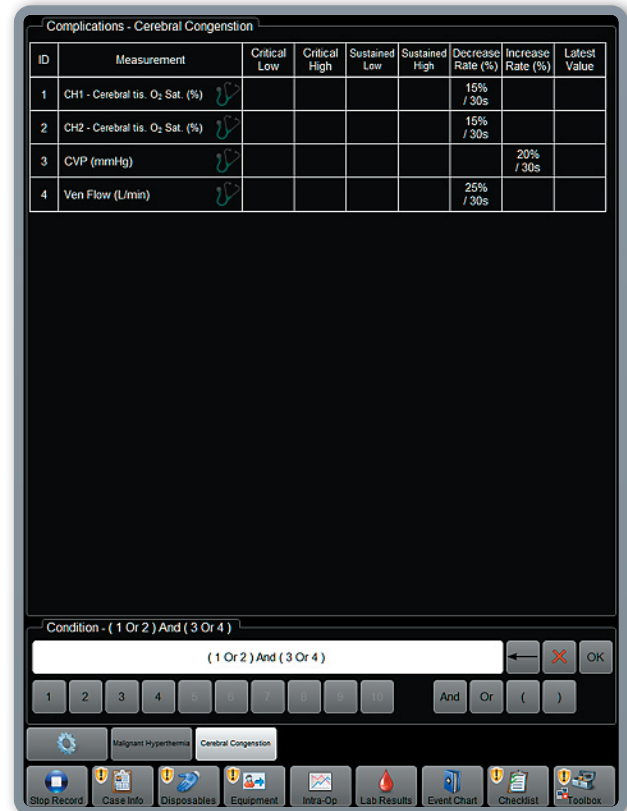 Complications - Cerebral Congenstion
ID Measurement Critical Low Critical High Sustained Low Sustained High Decrease Rate (%) Increase Rate (%) Latest Value
1 CH1 - Cerebral tis. O₂ Sat. (%) 15% / 30s
2 CH2 - Cerebral tis. O₂ Sat. (%) 15% / 30s
3 CVP (mmHg) 20% / 30s
4 Ven Flow (L/min) 25% / 30s
Condition - ( 1 Or 2 ) And ( 3 Or 4 )
( 1 Or 2 ) And ( 3 Or 4 ) OK
1 2 3 4 5 6 7 8 9 10 And Or ( )
Malignant Hyperthermia Cerebral Congenstion
Stop Record Case Info Disposables Equipment Intra-Op Lab Results Event Chart Checklist Toolbox